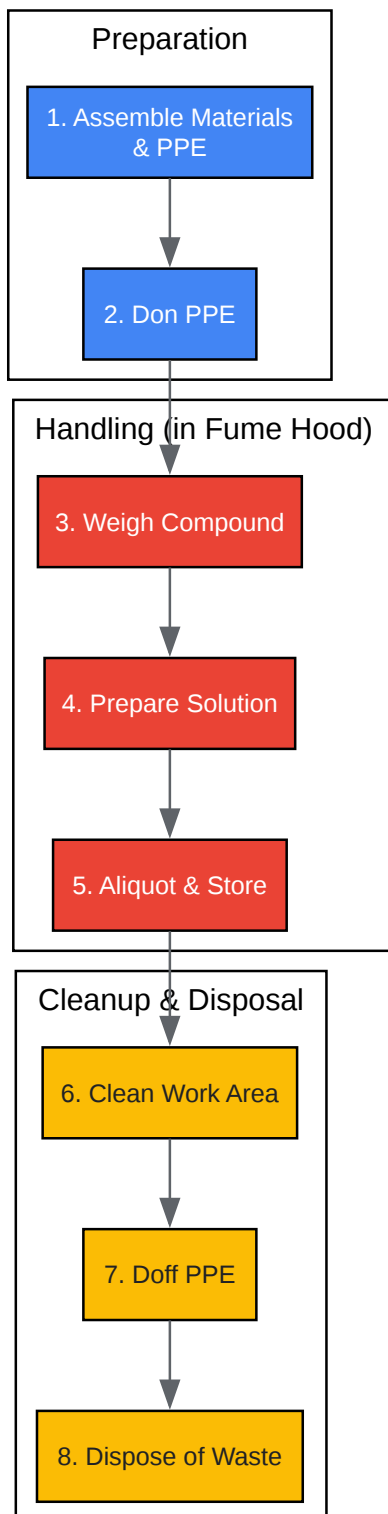 Preparation
1. Assemble Materials
& PPE
2. Don PPE
Handling (in Fume Hood)
3. Weigh Compound
4. Prepare Solution
5. Aliquot & Store
Cleanup & Disposal
6. Clean Work Area
7. Doff PPE
8. Dispose of Waste